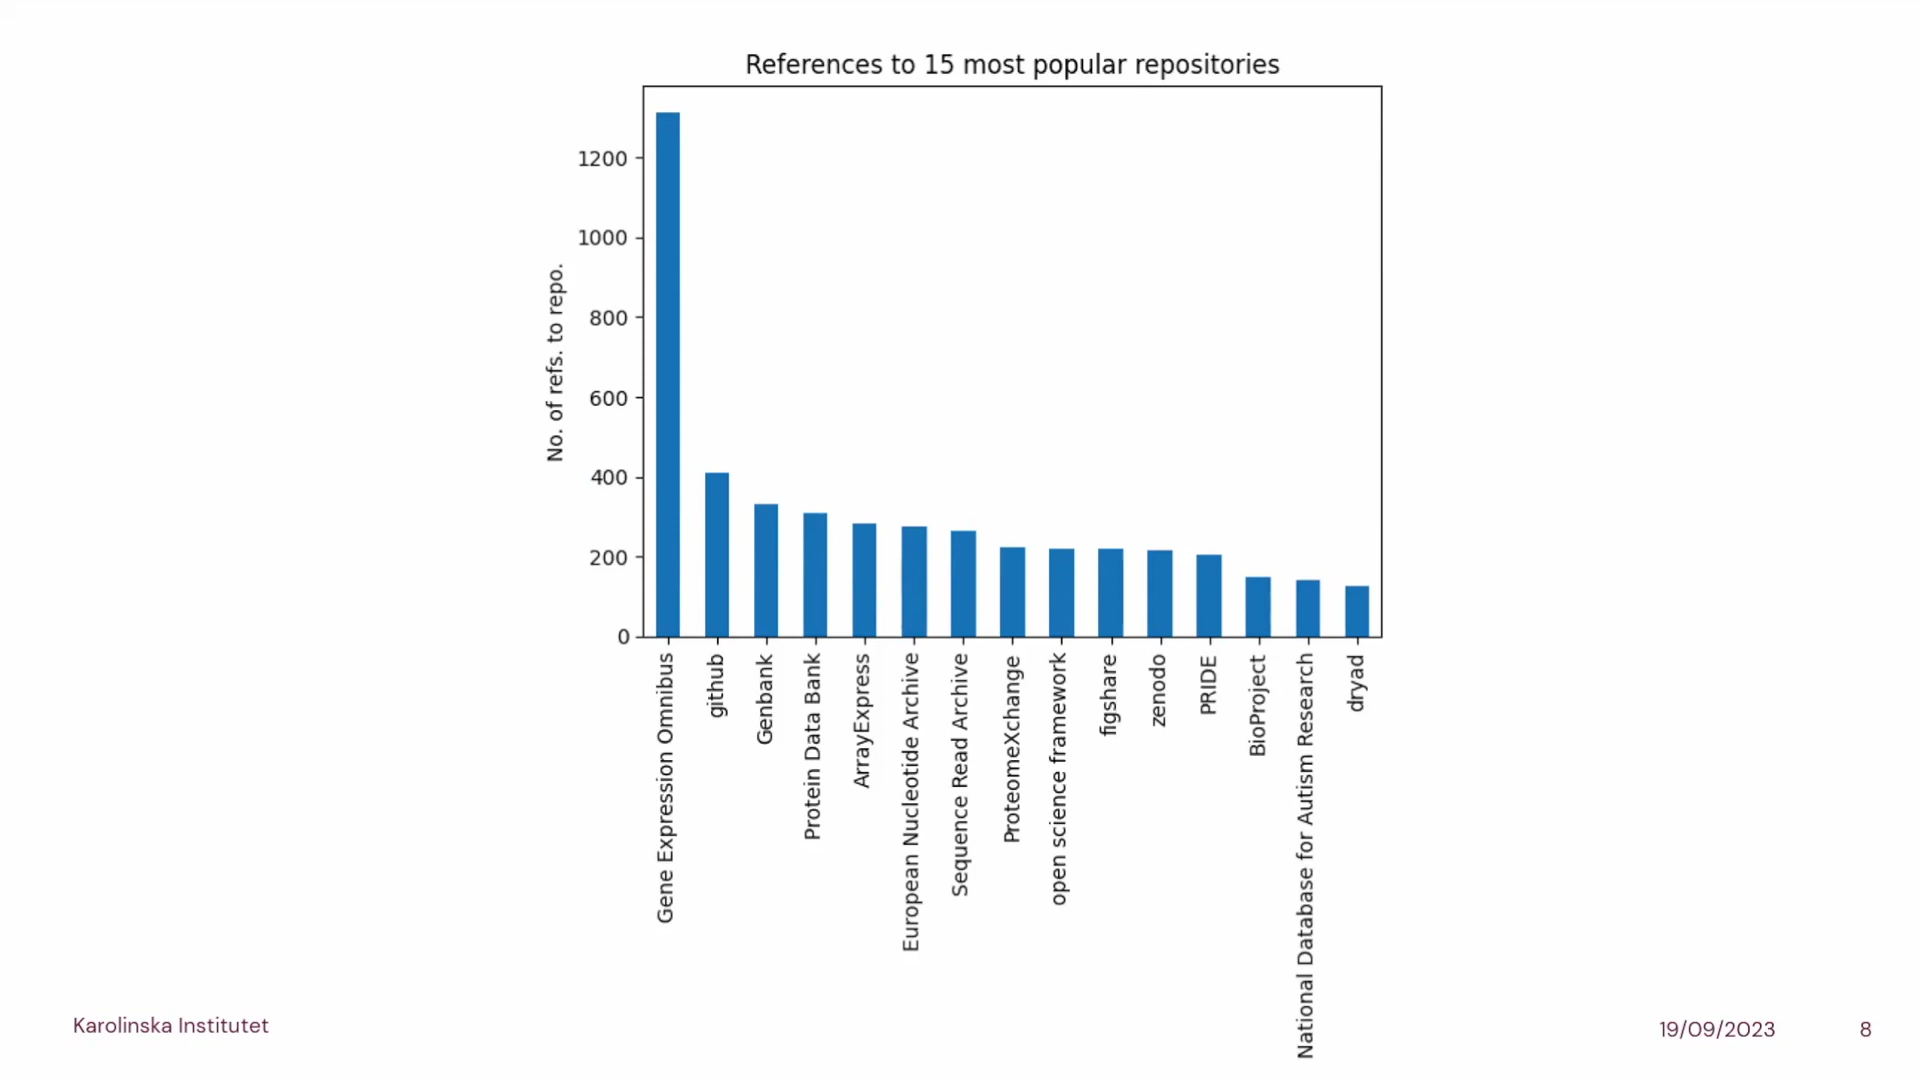 References to 15 most popular repositories
No. of refs. to repo.
1200
1000
800
600
400
200
0
Gene Expression Omnibus
github
Genbank
Protein Data Bank
ArrayExpress
European Nucleotide Archive
Sequence Read Archive
ProteomeXchange
open science framework
figshare
zenodo
PRIDE
BioProject
National Database for Autism Research
dryad
Karolinska Institutet
19/09/2023
8